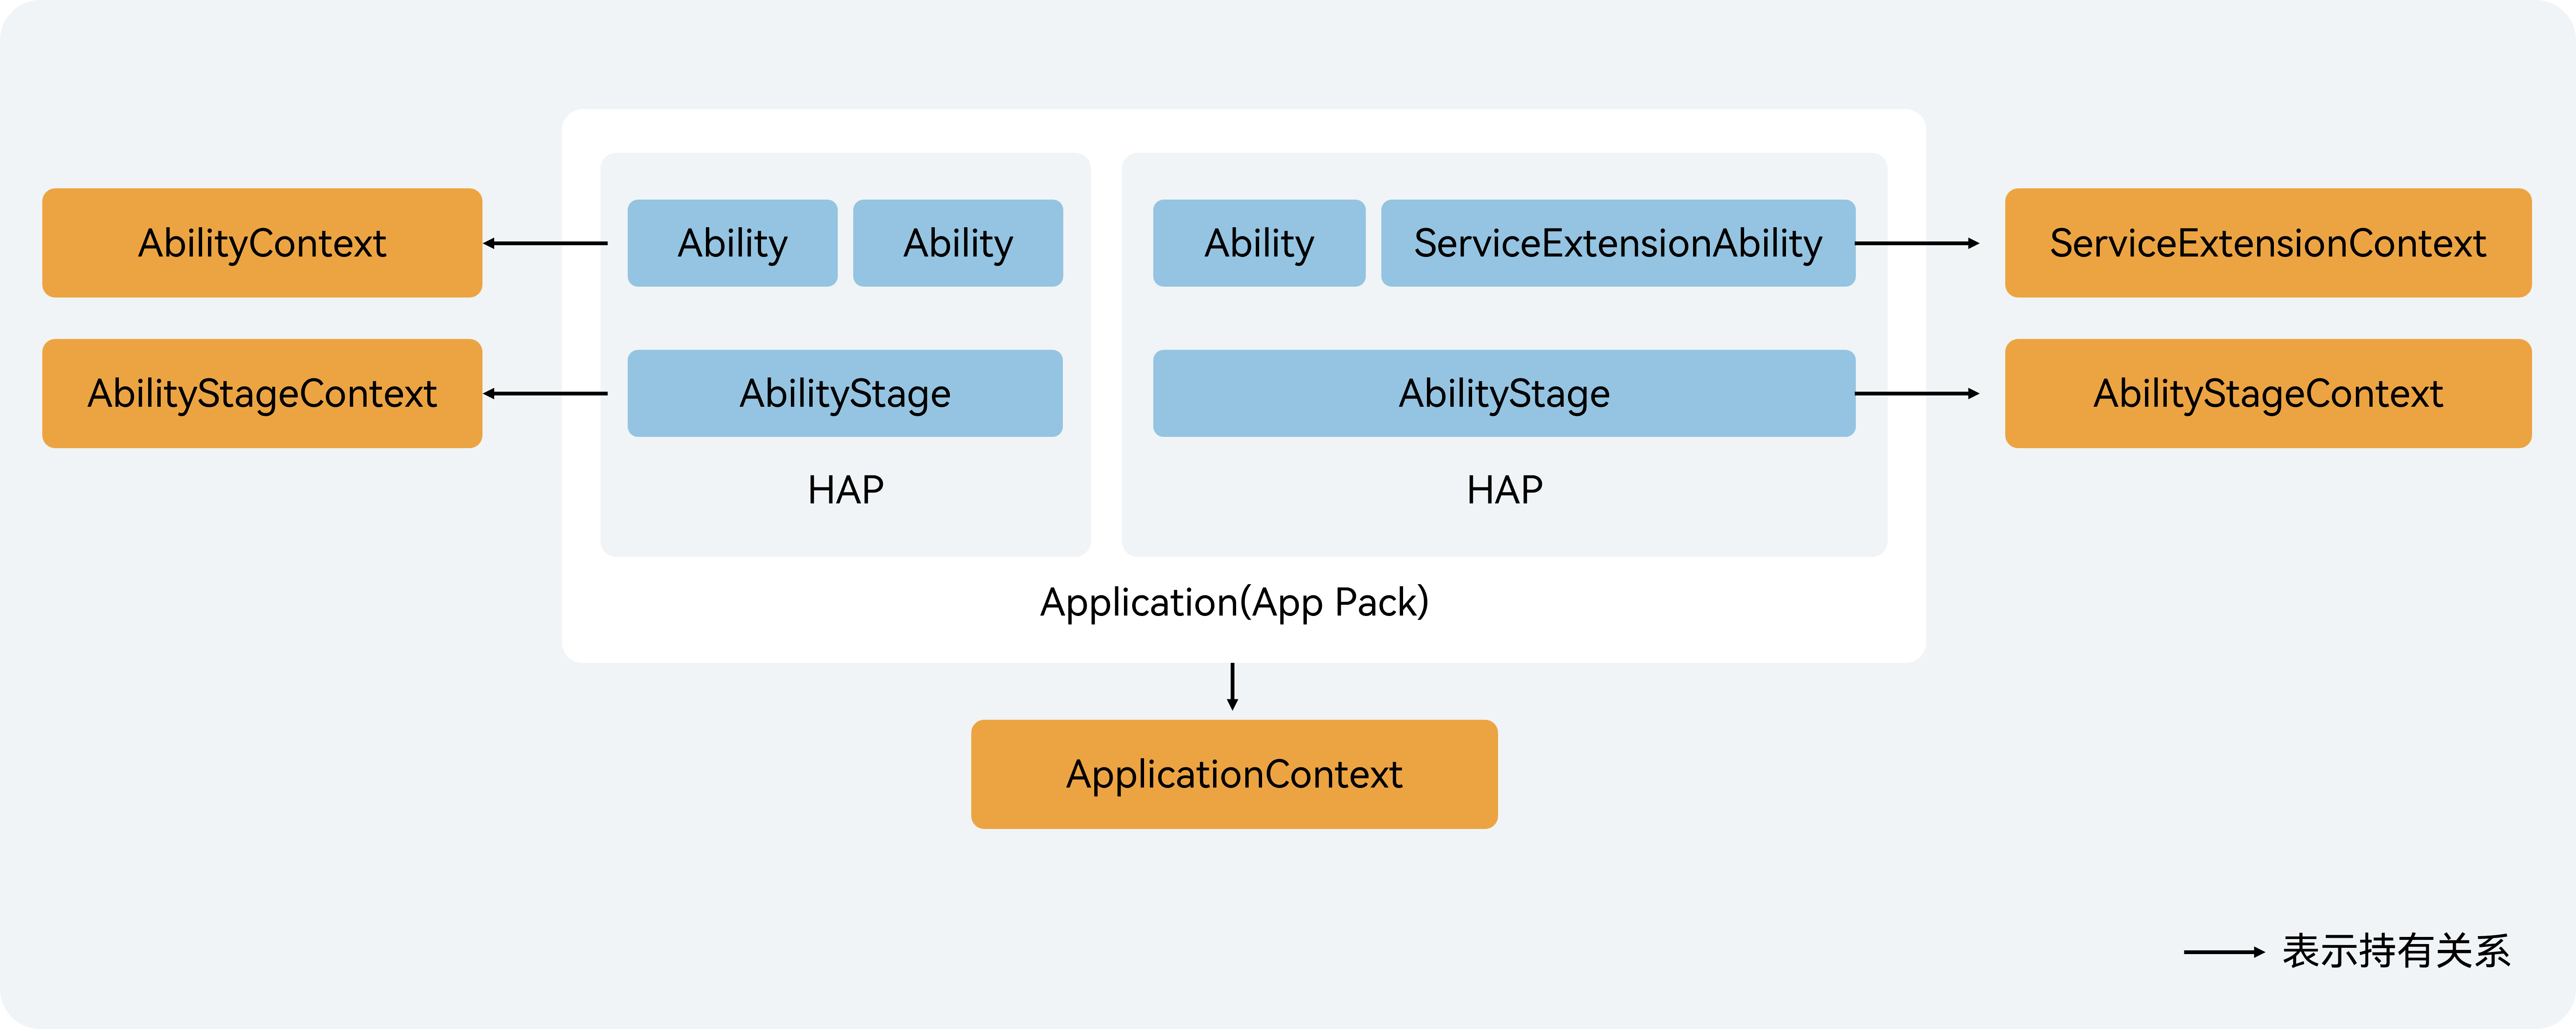 AbilityContext
Ability
Ability
Ability
ServiceExtensionAbility
ServiceExtensionContext
AbilityStageContext
AbilityStage
AbilityStage
AbilityStageContext
HAP
HAP
Application(App Pack)
ApplicationContext
表示持有关系